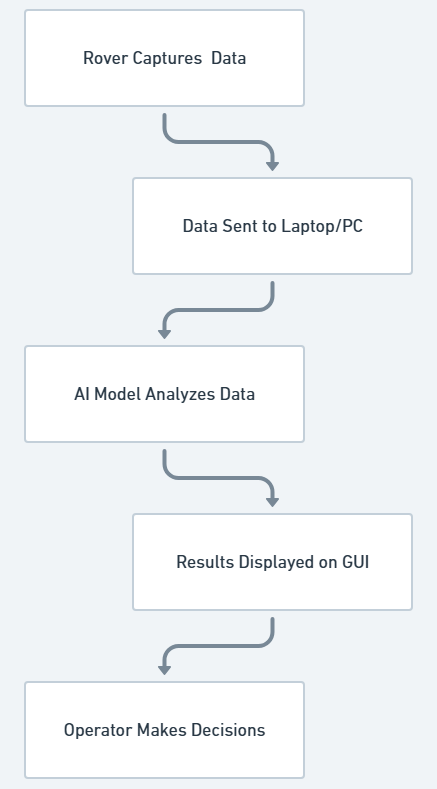 Rover Captures  Data
Data Sent to Laptop/PC
AI Model Analyzes Data
Results Displayed on GUI
Operator Makes Decisions